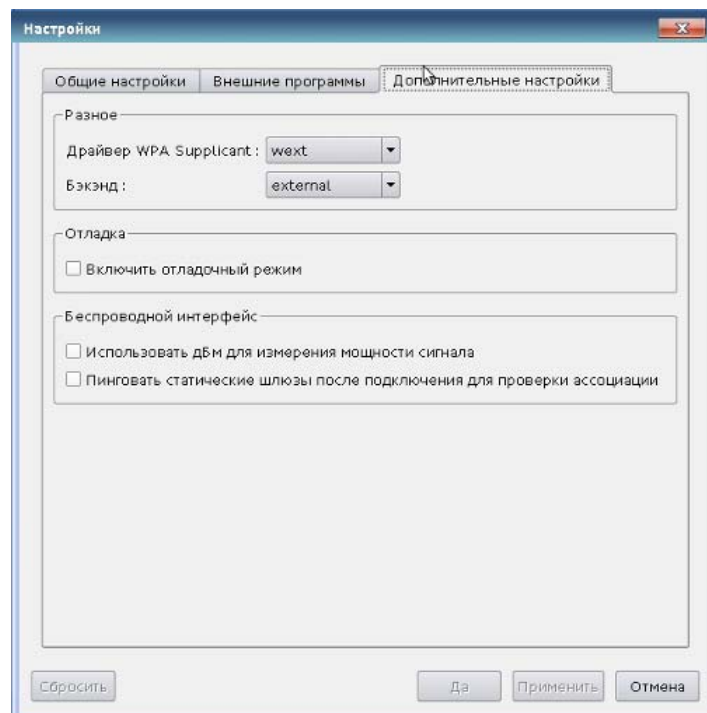 Настройки
Общие настройки Внешние программы Дополнительные настройки
Разное
Драйвер WPA Supplicant : wext
Бэкэнд : external
Отладка
Включить отладочный режим
Беспроводной интерфейс
Использовать дБм для измерения мощности сигнала
Пинговать статические шлюзы после подключения для проверки ассоциации
Сбросить Да Применить Отмена